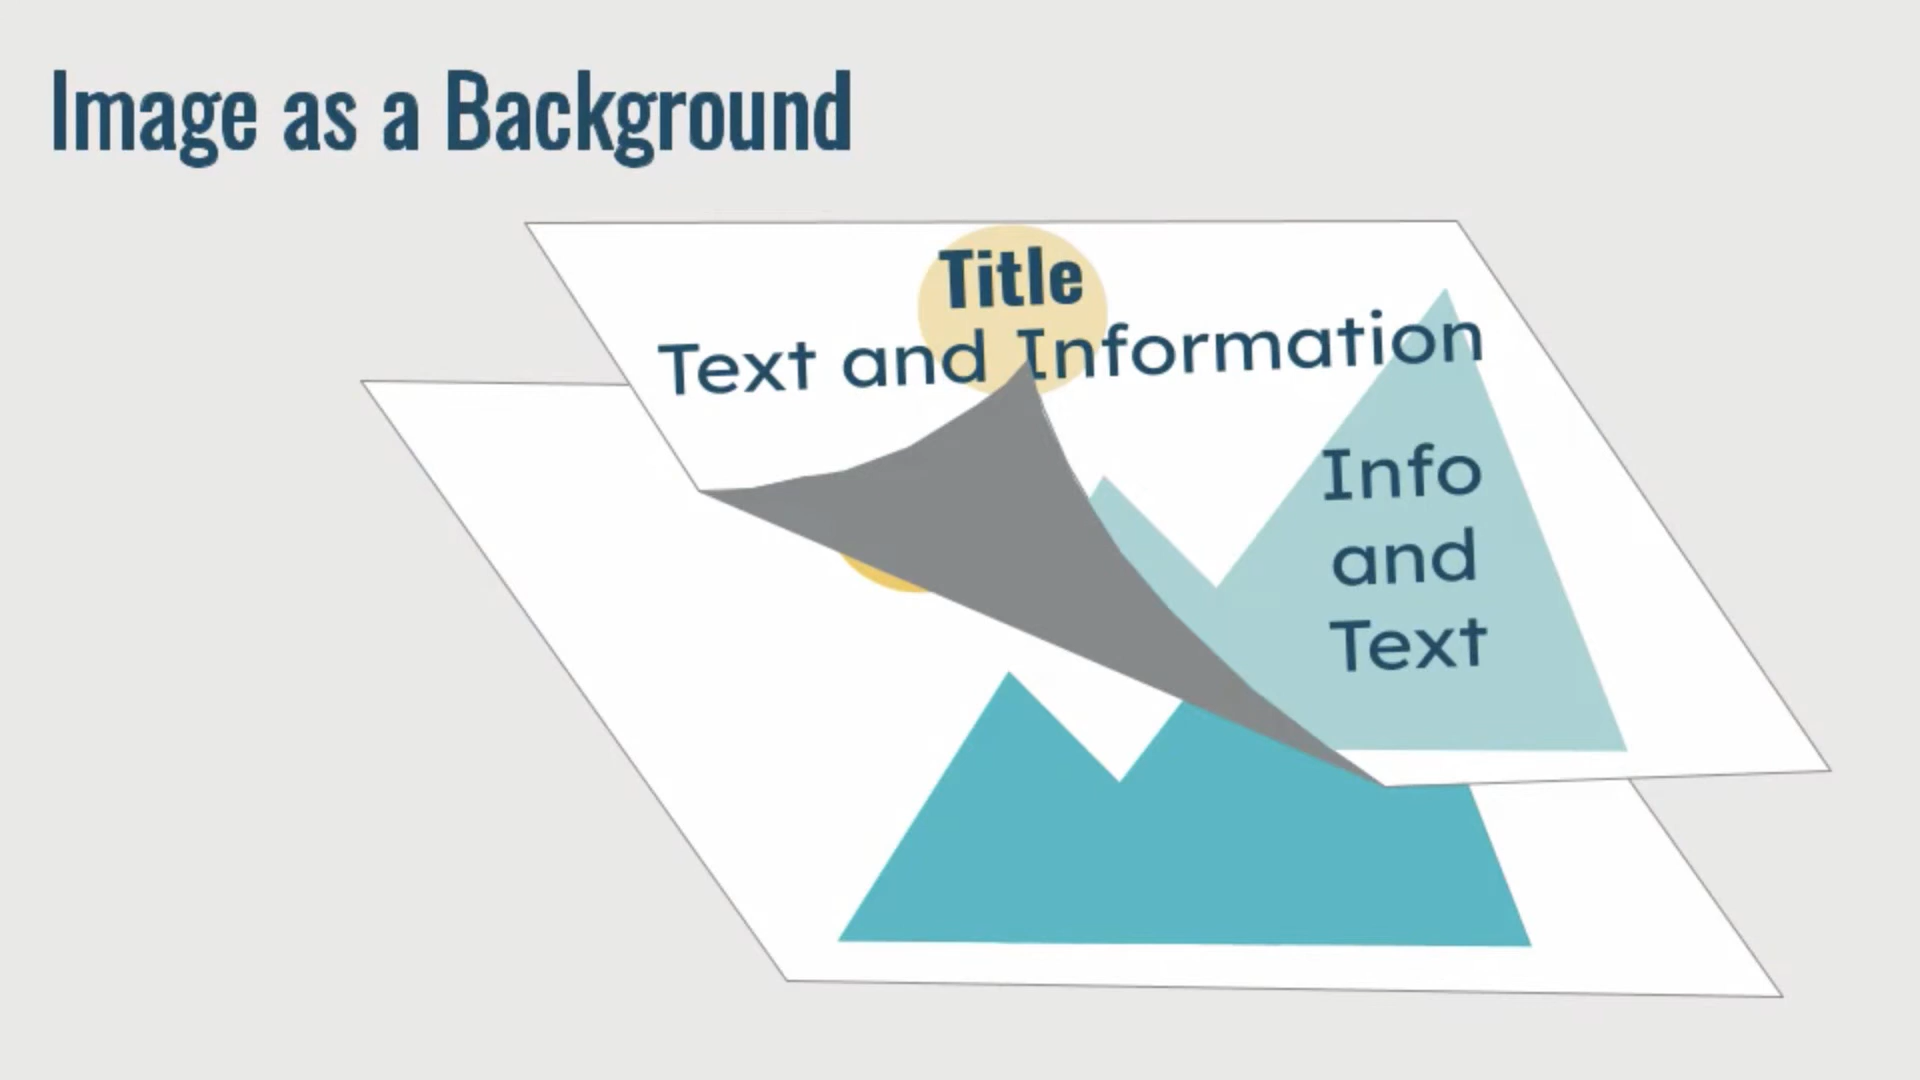 Image as a Background
Title
Text and Information
Info
and
Text